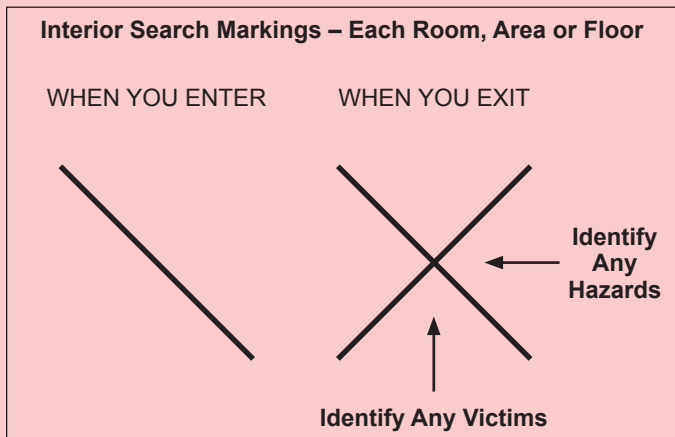 Interior Search Markings – Each Room, Area or Floor
WHEN YOU ENTER
WHEN YOU EXIT
Identify
Any
Hazards
Identify Any Victims